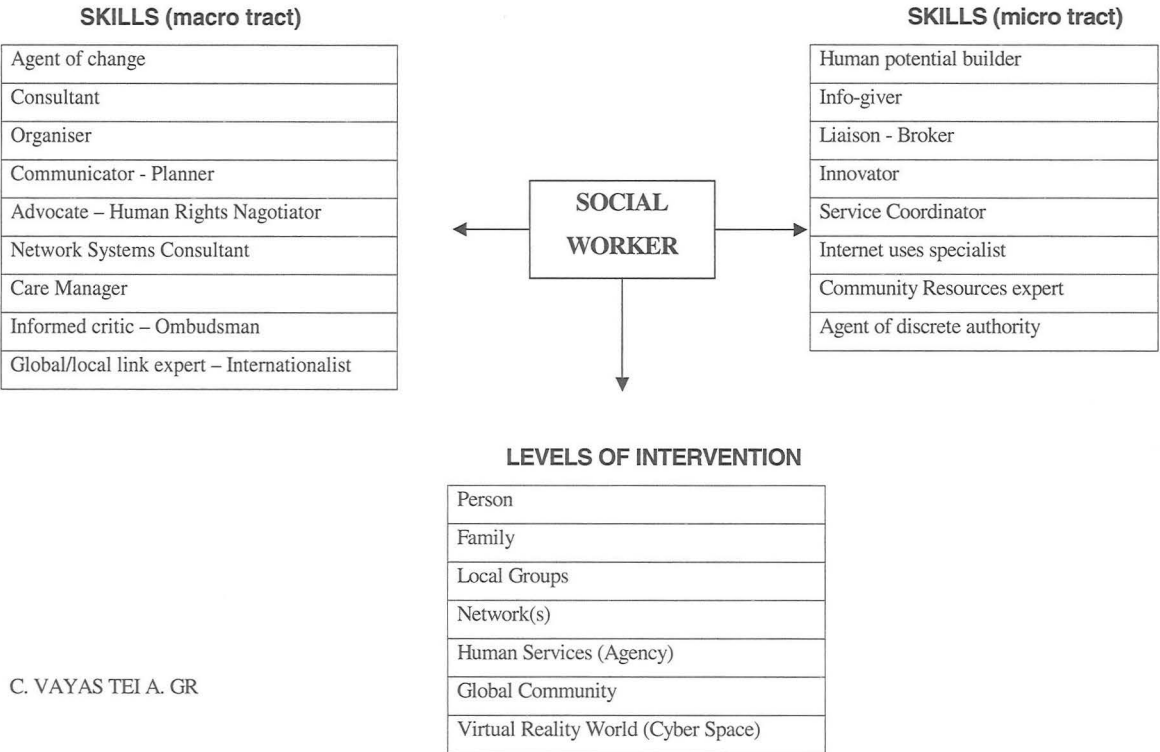 SKILLS (macro tract)
Agent of change
Consultant
Organiser
Communicator - Planner
Advocate – Human Rights Nagotiator
Network Systems Consultant
Care Manager
Informed critic – Ombudsman
Global/local link expert – Internationalist
SOCIAL
WORKER
SKILLS (micro tract)
Human potential builder
Info-giver
Liaison - Broker
Innovator
Service Coordinator
Internet uses specialist
Community Resources expert
Agent of discrete authority
LEVELS OF INTERVENTION
Person
Family
Local Groups
Network(s)
Human Services (Agency)
Global Community
Virtual Reality World (Cyber Space)
C. VAYAS TEI A. GR